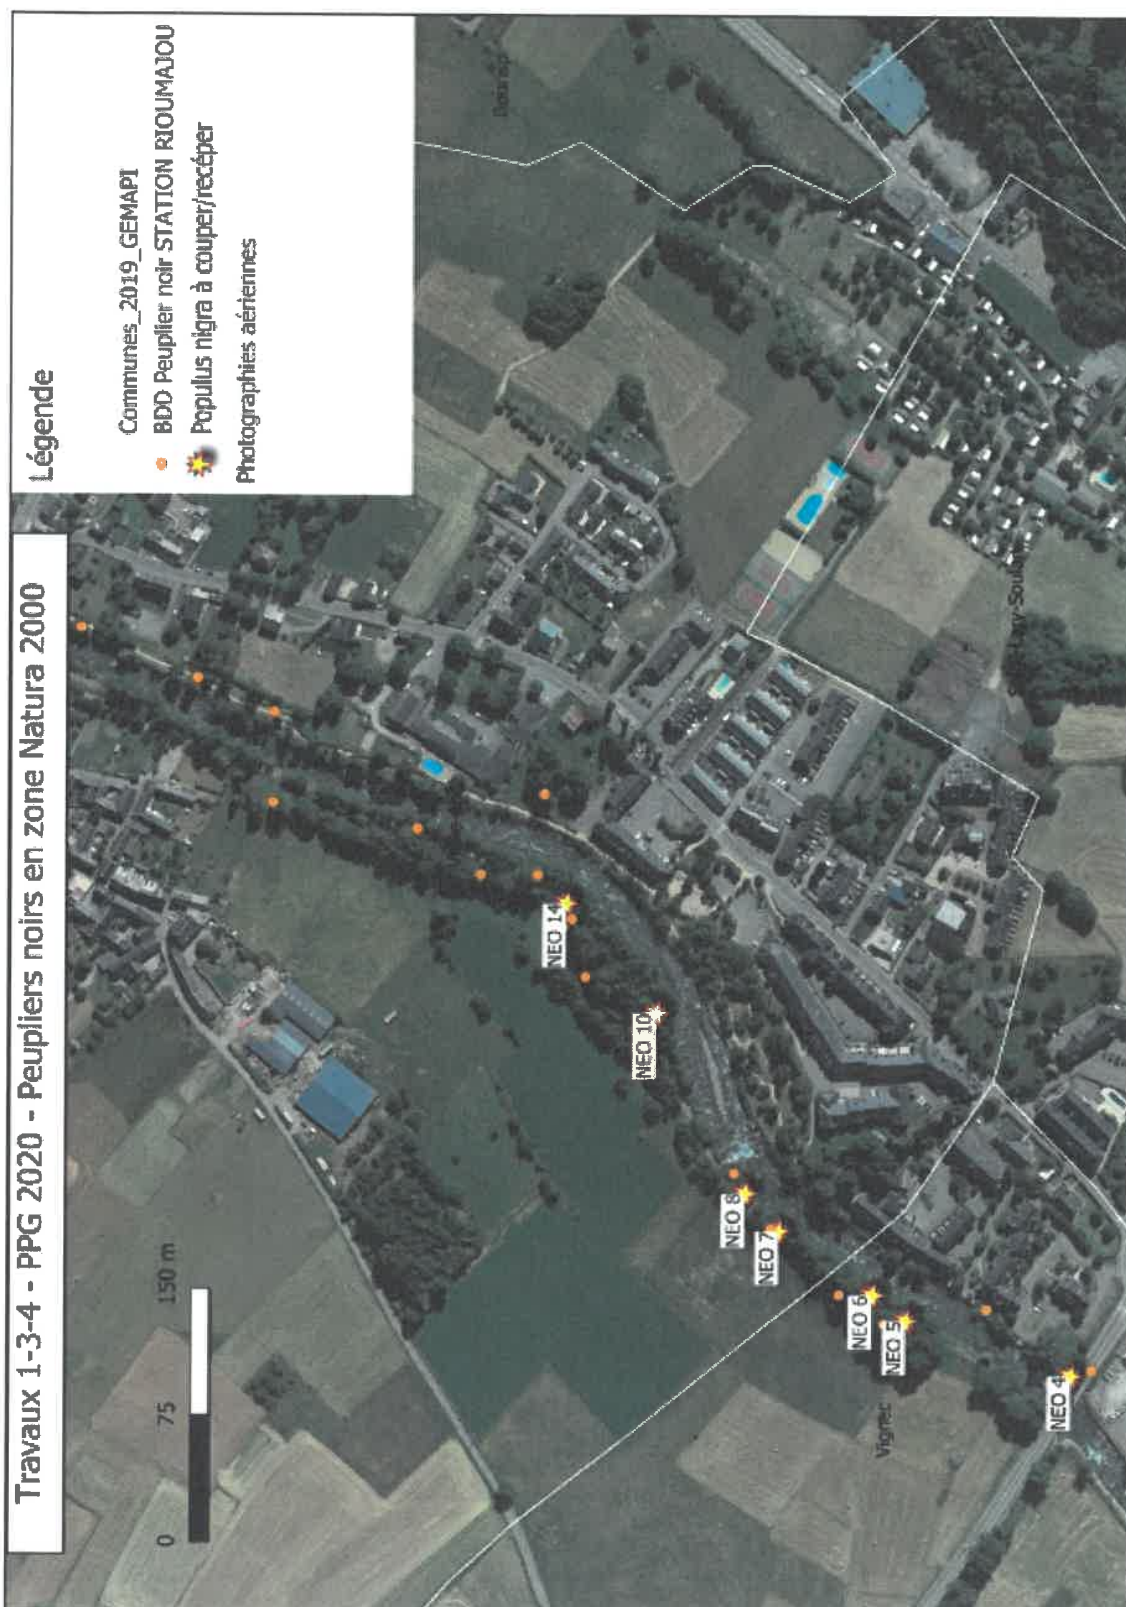 Travaux 1-3-4 - PPG 2020 - Peupliers noirs en zone Natura 2000
Légende
Communes_2019_GEMAPI
BDD Peuplier noir STATION RIOUMAJOU
Populus nigra à couper/recéper
Photographies aériennes
0 75 150 m
NEO 14
NEO 10
NEO 8
NEO 7
NEO 6
NEO 5
NEO 4
Vignec